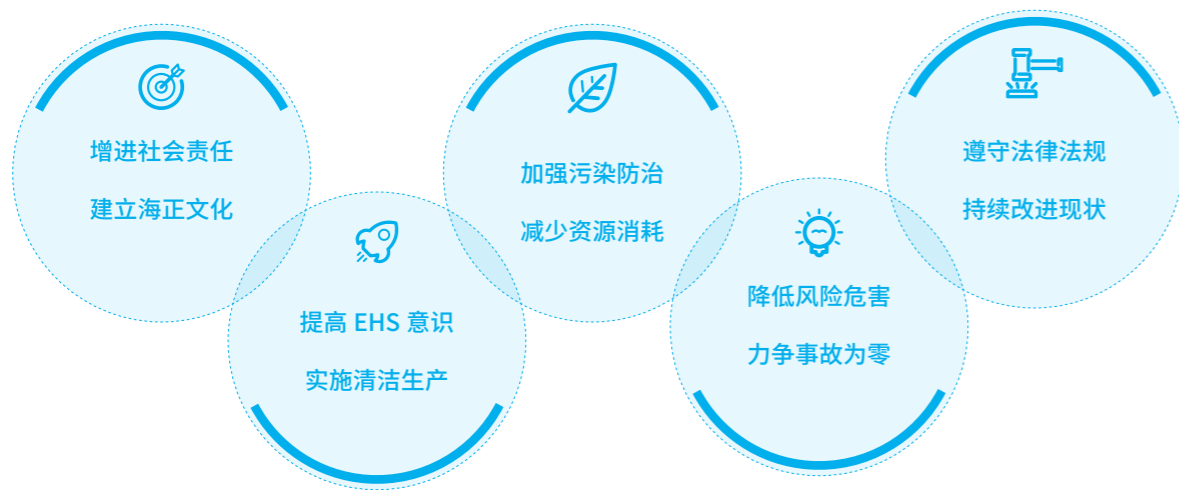 增进社会责任
建立海正文化
提高 EHS 意识
实施清洁生产
加强污染防治
减少资源消耗
降低风险危害
力争事故为零
遵守法律法规
持续改进现状